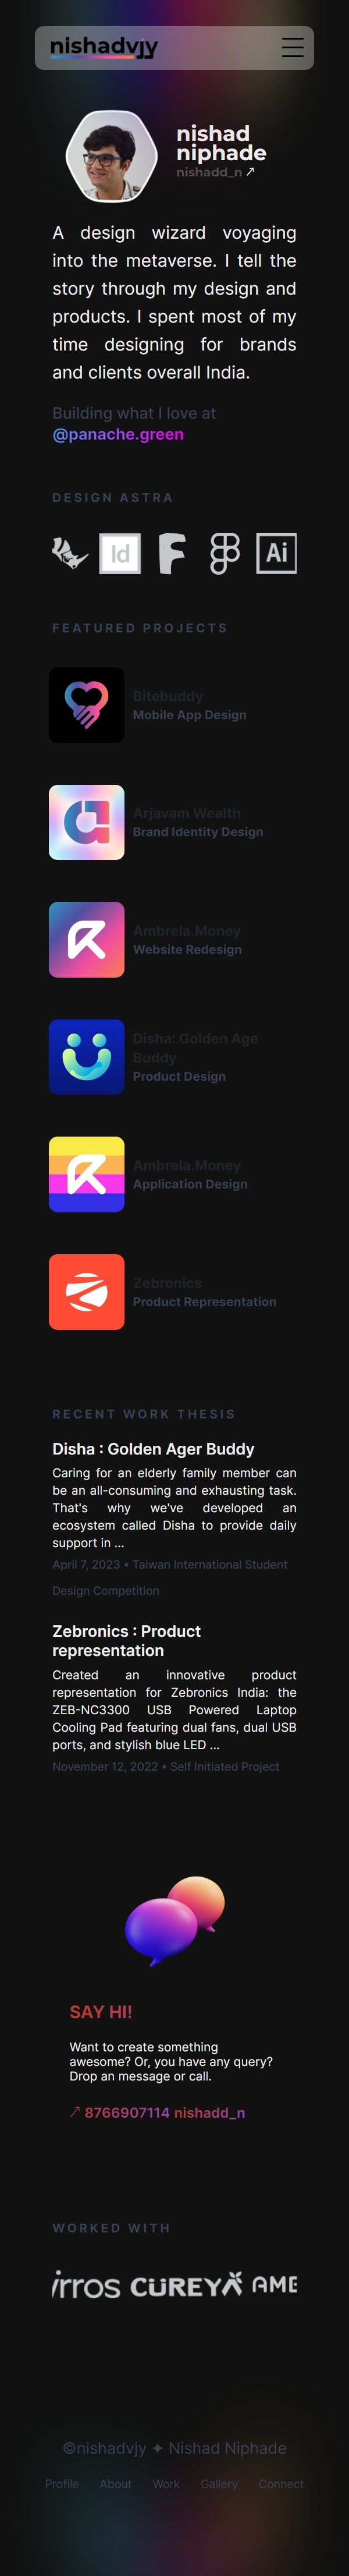 nishadvjy
nishad
niphade
nishadd_n ↗
A design wizard voyaging
into the metaverse. I tell the
story through my design and
products. I spent most of my
time designing for brands
and clients overall India.
Building what I love at
@panache.green
DESIGN ASTRA
Id
Ai
FEATURED PROJECTS
Bitebuddy
Mobile App Design
Arjavam Wealth
Brand Identity Design
Ambrela.Money
Website Redesign
Disha: Golden Age
Buddy
Product Design
Ambrela.Money
Application Design
Zebronics
Product Representation
RECENT WORK THESIS
Disha : Golden Ager Buddy
Caring for an elderly family member can
be an all-consuming and exhausting task.
That's why we've developed an
ecosystem called Disha to provide daily
support in ...
April 7, 2023 • Taiwan International Student
Design Competition
Zebronics : Product
representation
Created an innovative product
representation for Zebronics India: the
ZEB-NC3300 USB Powered Laptop
Cooling Pad featuring dual fans, dual USB
ports, and stylish blue LED ...
November 12, 2022 • Self Initiated Project
SAY HI!
Want to create something
awesome? Or, you have any query?
Drop an message or call.
↗ 8766907114 nishadd_n
WORKED WITH
irros CUREYA AME
©nishadvjy ✦ Nishad Niphade
Profile About Work Gallery Connect